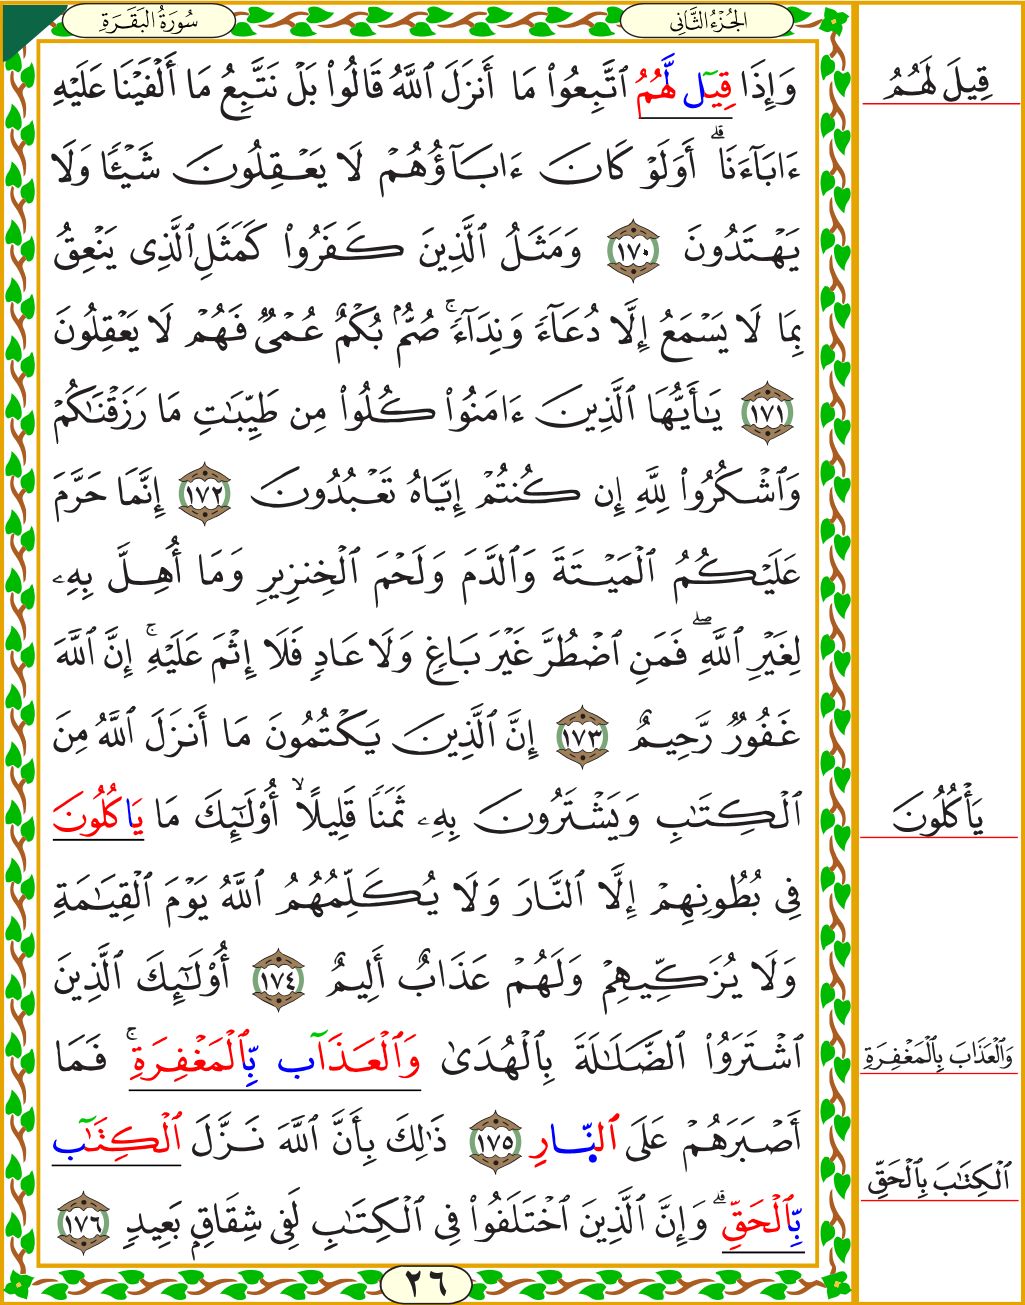 سُورَةُ البَقَرَةِ
الجُزْءُ الثَّانِي
وَإِذَا قِيلَ لَّهُمُ ٱتَّبِعُواْ مَا أَنزَلَ ٱللَّهُ قَالُواْ بَلْ نَتَّبِعُ مَا أَلْفَيْنَا عَلَيْهِ
ءَابَآءَنَاۗ أَوَلَوْ كَانَ ءَابَآؤُهُمْ لَا يَعْقِلُونَ شَيْـًٔا وَلَا
يَهْتَدُونَ ١٧٠ وَمَثَلُ ٱلَّذِينَ كَفَرُواْ كَمَثَلِ ٱلَّذِى يَنْعِقُ
بِمَا لَا يَسْمَعُ إِلَّا دُعَآءً وَنِدَآءًۚ صُمُّۢ بُكْمٌ عُمْىٌ فَهُمْ لَا يَعْقِلُونَ
١٧١ يَٰأَيُّهَا ٱلَّذِينَ ءَامَنُواْ كُلُواْ مِن طَيِّبَٰتِ مَا رَزَقْنَٰكُمْ
وَٱشْكُرُواْ لِلَّهِ إِن كُنتُمْ إِيَّاهُ تَعْبُدُونَ ١٧٢ إِنَّمَا حَرَّمَ
عَلَيْكُمُ ٱلْمَيْتَةَ وَٱلدَّمَ وَلَحْمَ ٱلْخِنزِيرِ وَمَا أُهِلَّ بِهِۦ
لِغَيْرِ ٱللَّهِۖ فَمَنِ ٱضْطُرَّ غَيْرَ بَاغٍ وَلَا عَادٍ فَلَا إِثْمَ عَلَيْهِۚ إِنَّ ٱللَّهَ
غَفُورٌ رَّحِيمٌ ١٧٣ إِنَّ ٱلَّذِينَ يَكْتُمُونَ مَا أَنزَلَ ٱللَّهُ مِنَ
ٱلْكِتَٰبِ وَيَشْتَرُونَ بِهِۦ ثَمَنًا قَلِيلًاۙ أُوْلَٰٓئِكَ مَا يَاكُلُونَ
فِى بُطُونِهِمْ إِلَّا ٱلنَّارَ وَلَا يُكَلِّمُهُمُ ٱللَّهُ يَوْمَ ٱلْقِيَٰمَةِ
وَلَا يُزَكِّيهِمْ وَلَهُمْ عَذَابٌ أَلِيمٌ ١٧٤ أُوْلَٰٓئِكَ ٱلَّذِينَ
ٱشْتَرَوُاْ ٱلضَّلَٰلَةَ بِٱلْهُدَىٰ وَٱلْعَذَآب بِّٱلْمَغْفِرَةِۚ فَمَا
أَصْبَرَهُمْ عَلَى ٱلنَّارِ ١٧٥ ذَٰلِكَ بِأَنَّ ٱللَّهَ نَزَّلَ ٱلْكِتَٰٓب
بِّٱلْحَقِّۗ وَإِنَّ ٱلَّذِينَ ٱخْتَلَفُواْ فِى ٱلْكِتَٰبِ لَفِى شِقَاقٍۭ بَعِيدٍ ١٧٦
٢٦
قِيلَ لَهُمُ
يَأْكُلُونَ
وَٱلْعَذَابَ بِٱلْمَغْفِرَةِ
ٱلْكِتَٰبَ بِٱلْحَقِّ